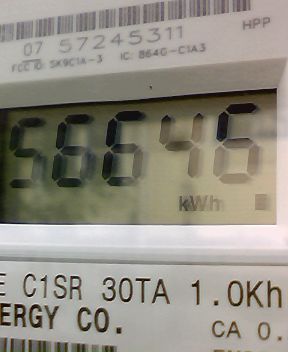 07 57245311
HPP
FCC ID: SK9C1A-3 IC: 864G-C1A3
56646
kWh
E C1SR 30TA 1.0Kh
ERGY CO.
CA 0.